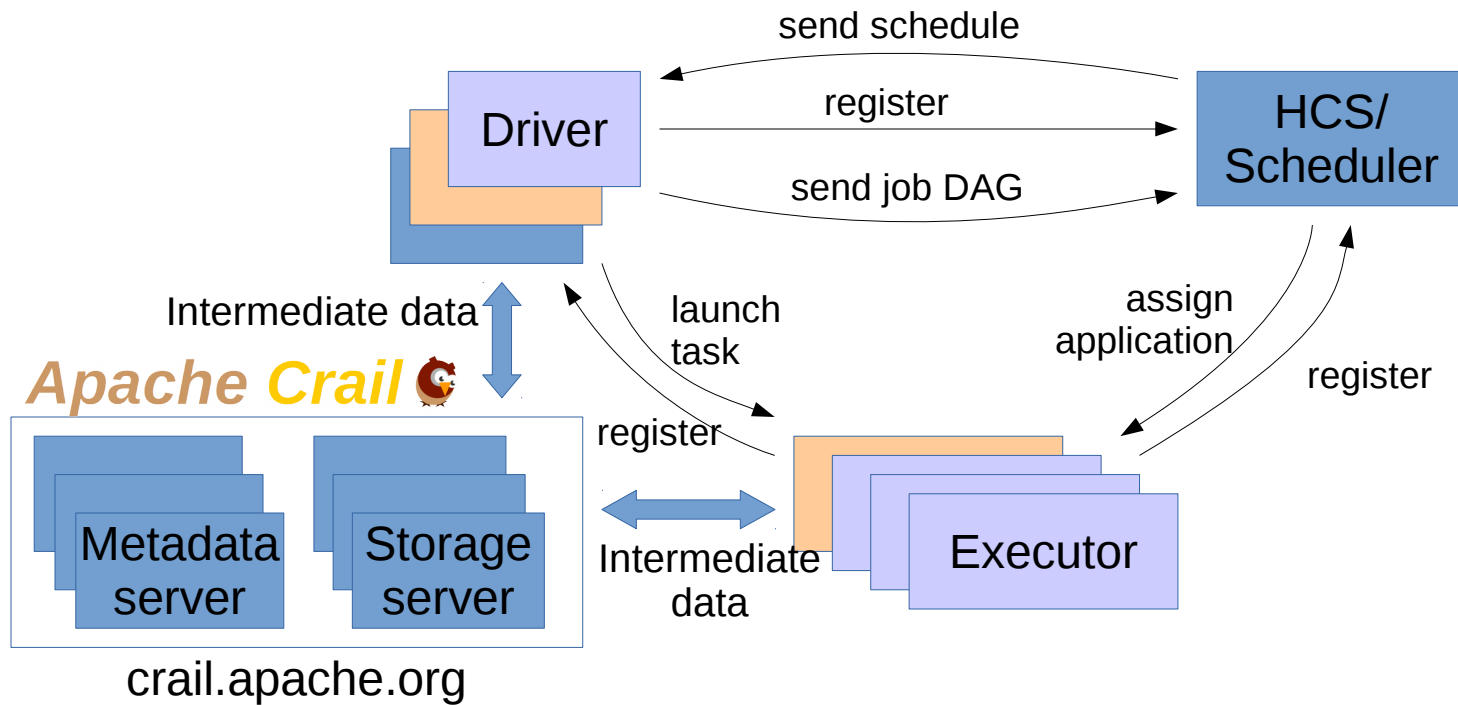 send schedule
register
send job DAG
Driver
HCS/
Scheduler
Intermediate data
launch
task
assign
application
register
register
Apache Crail
Metadata
server
Storage
server
Intermediate
data
Executor
crail.apache.org